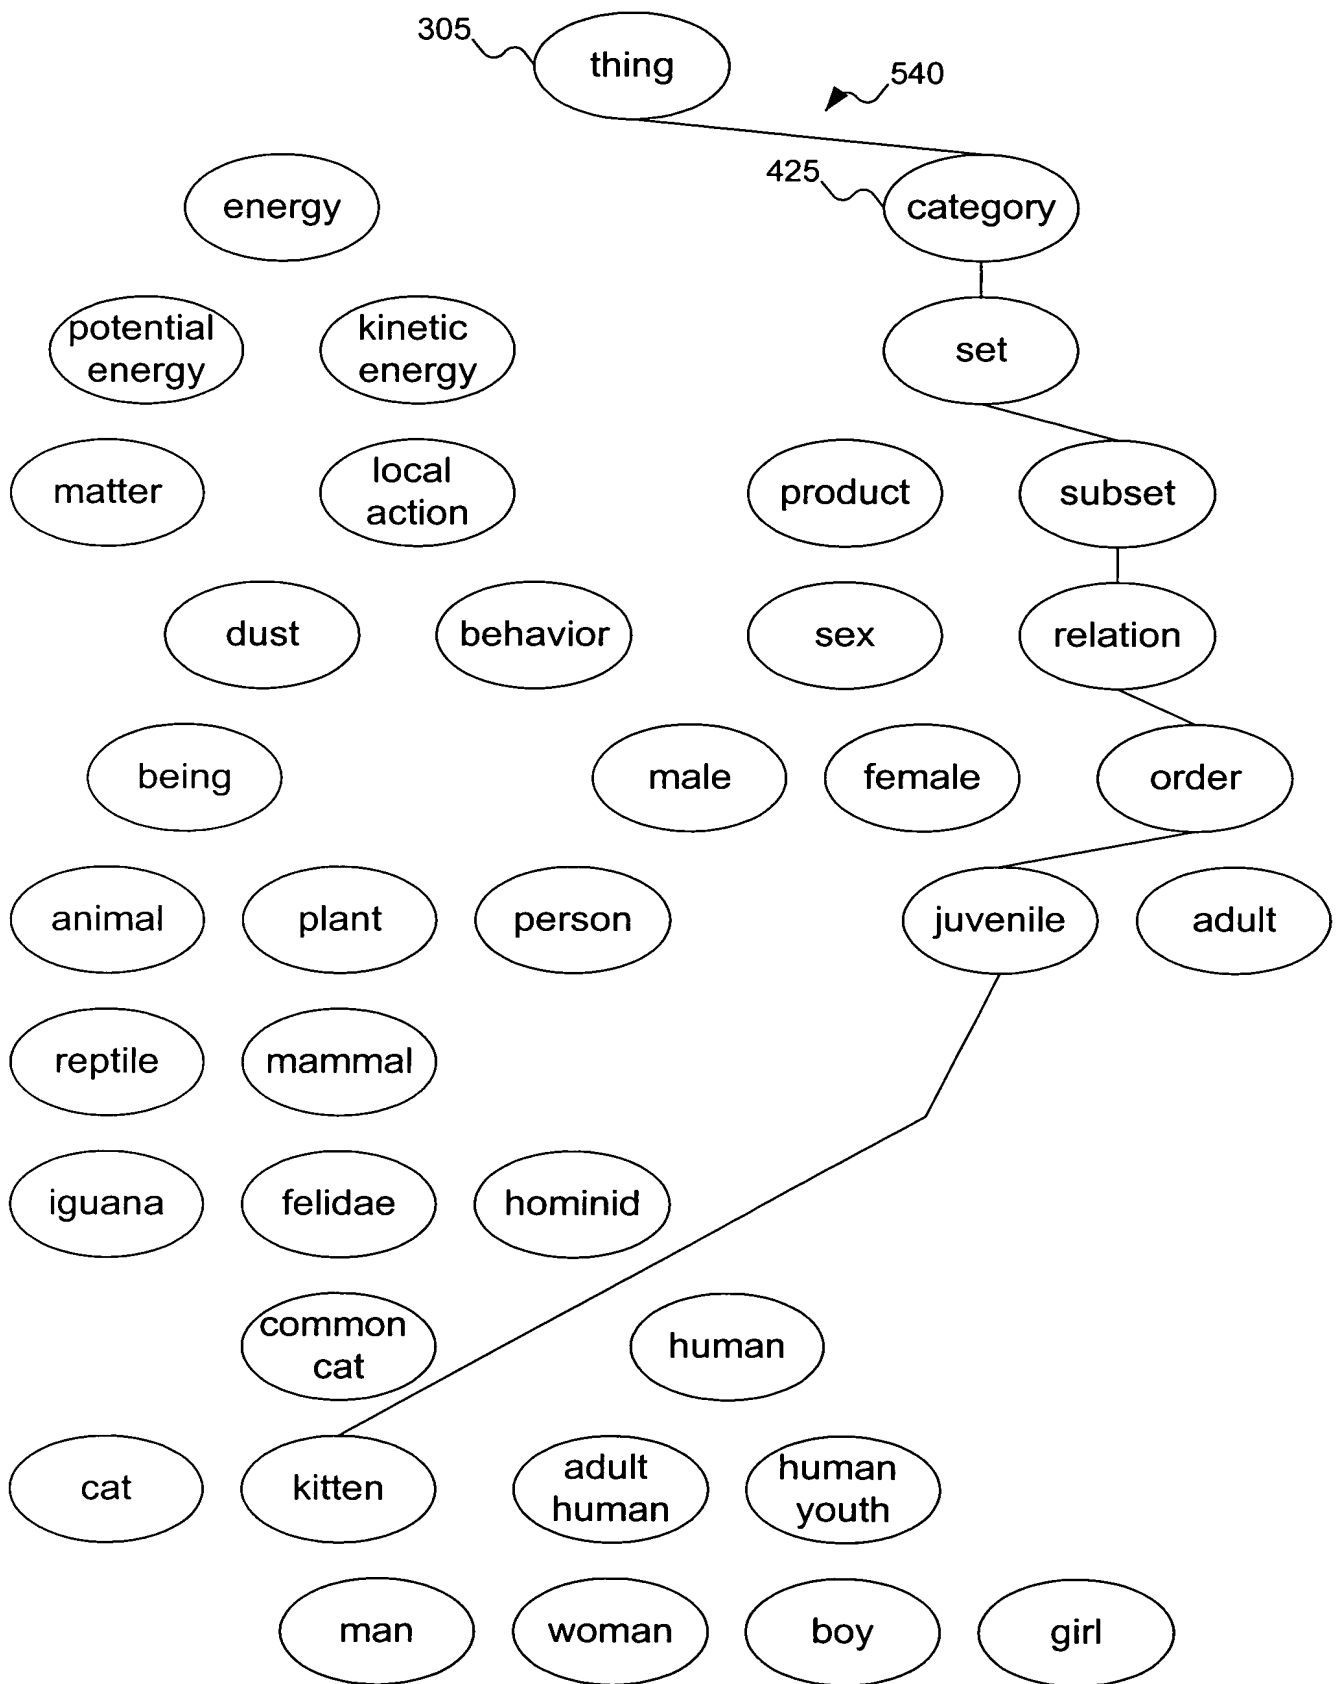 305
thing
540
energy
425
category
potential
energy
kinetic
energy
set
matter
local
action
product
subset
dust
behavior
sex
relation
being
male
female
order
animal
plant
person
juvenile
adult
reptile
mammal
iguana
felidae
hominid
common
cat
human
cat
kitten
adult
human
human
youth
man
woman
boy
girl